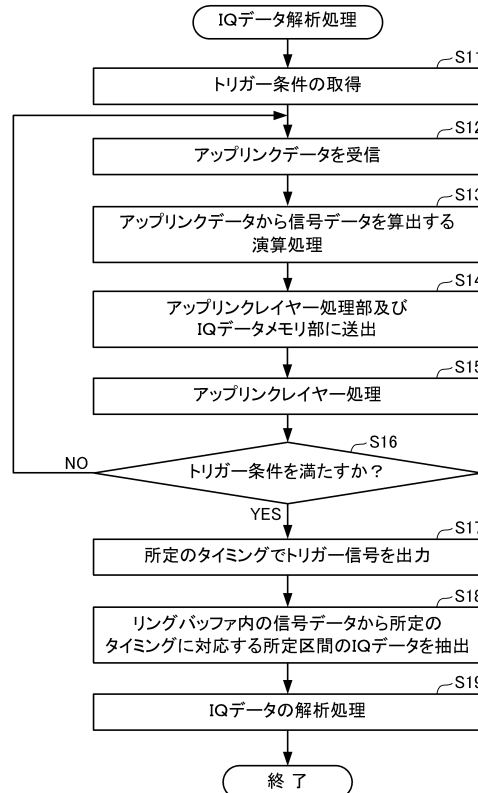 IQデータ解析処理
S11
トリガー条件の取得
S12
アップリンクデータを受信
S13
アップリンクデータから信号データを算出する
演算処理
S14
アップリンクレイヤー処理部及び
IQデータメモリ部に送出
S15
アップリンクレイヤー処理
S16
トリガー条件を満たすか?
NO
YES
S17
所定のタイミングでトリガー信号を出力
S18
リングバッファ内の信号データから所定の
タイミングに対応する所定区間のIQデータを抽出
S19
IQデータの解析処理
終 了